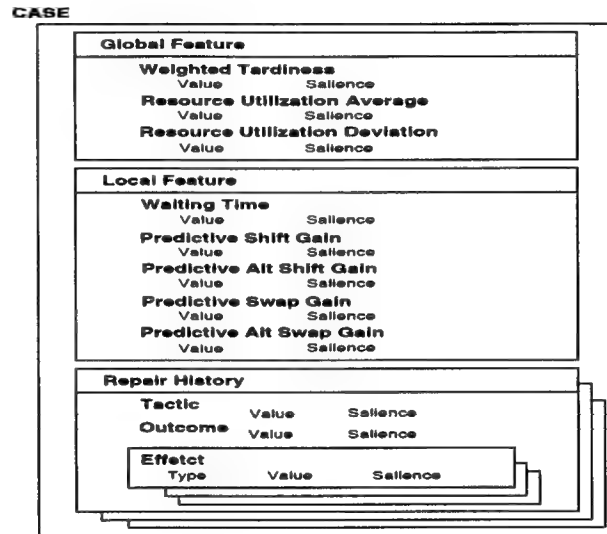 CASE
Global Feature
Weighted Tardiness
Value Salience
Resource Utilization Average
Value Salience
Resource Utilization Deviation
Value Salience
Local Feature
Waiting Time
Value Salience
Predictive Shift Gain
Value Salience
Predictive Alt Shift Gain
Value Salience
Predictive Swap Gain
Value Salience
Predictive Alt Swap Gain
Value Salience
Repair History
Tactic Value Salience
Outcome Value Salience
Effetct
Type Value Salience